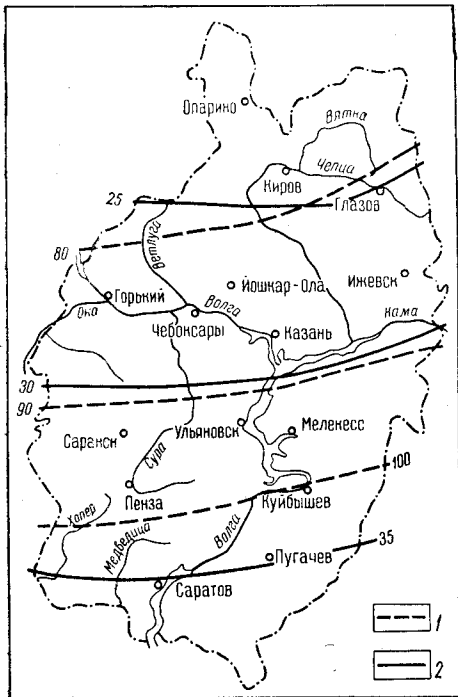 Опарино
Вятка
Чепца
Киров
Глазов
25
80
Ветлуга
Йошкар-Ола
Ижевск
Горький
Волга
Кама
Ока
Чебоксары
Казань
30
90
Ульяновск
Мелекесс
Саранск
Сура
100
Пенза
Куйбышев
Хопер
Медведица
Волга
35
Пугачев
Саратов
1
2